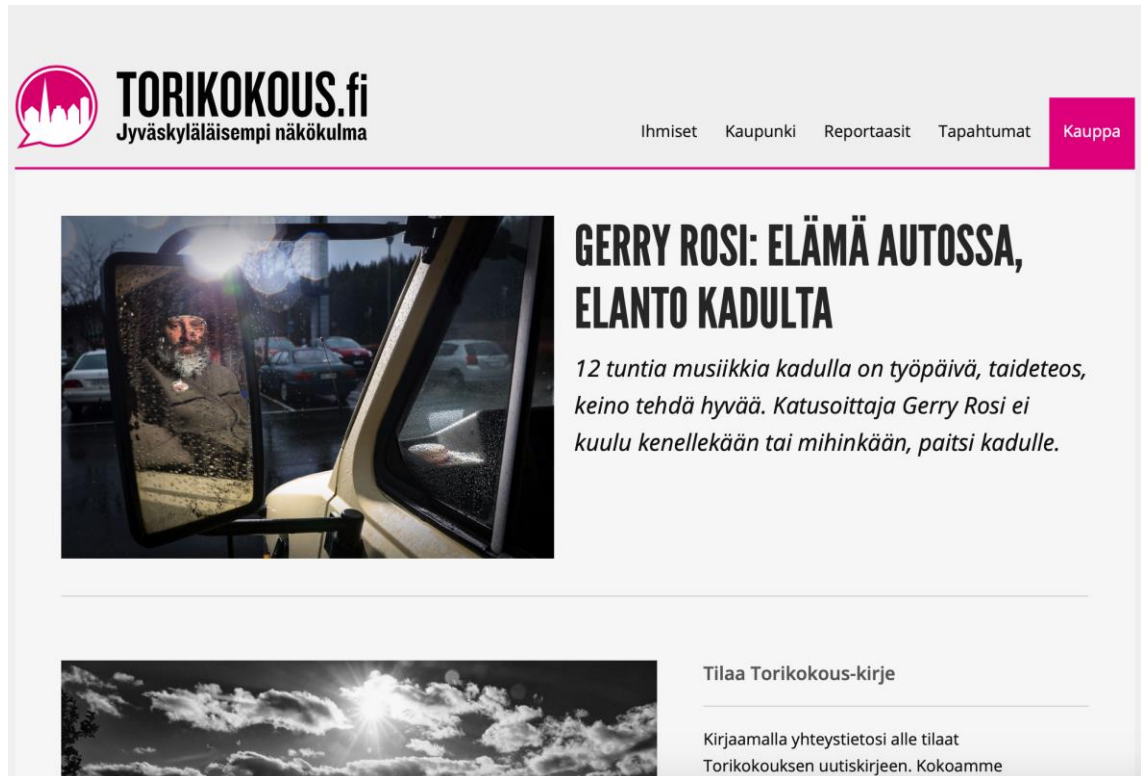 TORIKOKOUS.fi
Jyväskyläläisempi näkökulma
Ihmiset Kaupunki Reportaasit Tapahtumat Kauppa
GERRY ROSI: ELÄMÄ AUTOSSA,
ELANTO KADULTA
12 tuntia musiikkia kadulla on työpäivä, taideteos,
keino tehdä hyvää. Katusoittaja Gerry Rosi ei
kuulu kenellekään tai mihinkään, paitsi kadulle.
Tilaa Torikokous-kirje
Kirjaamalla yhteystietosi alle tilaat
Torikokouksen uutiskirjeen. Kokoamme